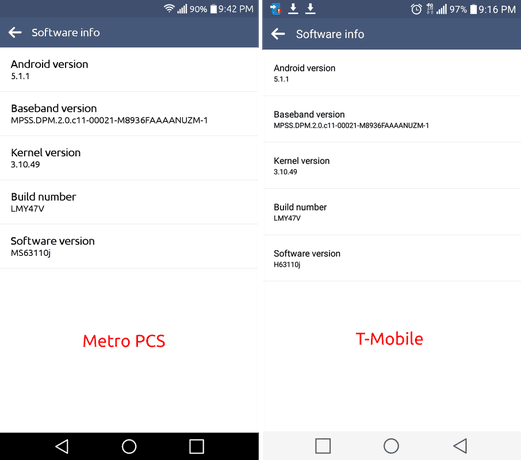 90% 9:42 PM
Software info
Android version
5.1.1
Baseband version
MPSS.DPM.2.0.c11-00021-M8936FAAAANUZM-1
Kernel version
3.10.49
Build number
LMY47V
Software version
MS63110j
Metro PCS
97% 9:16 PM
Software info
Android version
5.1.1
Baseband version
MPSS.DPM.2.0.c11-00021-M8936FAAAANUZM-1
Kernel version
3.10.49
Build number
LMY47V
Software version
H63110j
T-Mobile